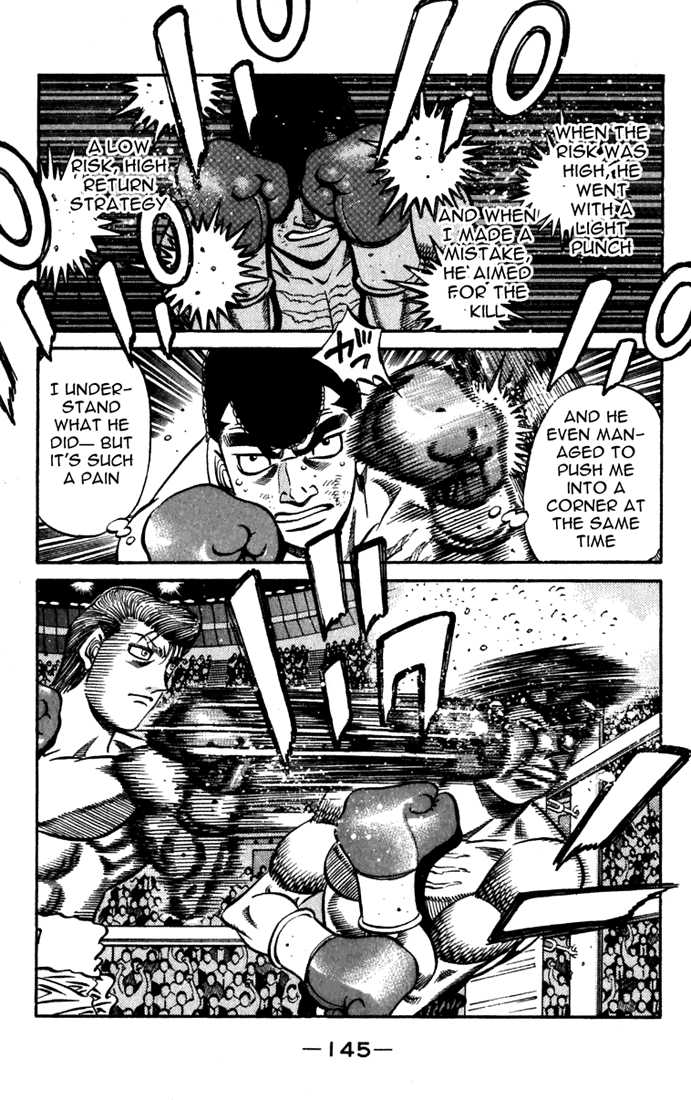 WHEN THE
RISK WAS
HIGH, HE
WENT
WITH A
LIGHT
PUNCH
AND WHEN
I MADE A
MISTAKE,
HE AIMED
FOR THE
KILL
A LOW
RISK, HIGH
RETURN
STRATEGY
AND HE
EVEN MAN-
AGED TO
PUSH ME
INTO A
CORNER AT
THE SAME
TIME
ガッ
I UNDER-
STAND
WHAT HE
DID— BUT
IT'S SUCH
A PAIN
—145—